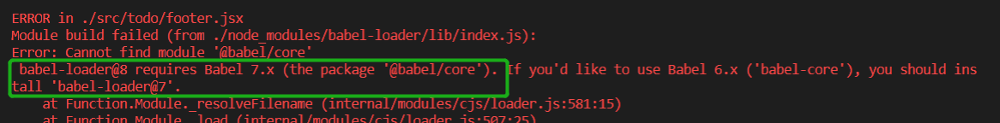 ERROR in ./src/todo/footer.jsx
Module build failed (from ./node_modules/babel-loader/lib/index.js):
Error: Cannot find module '@babel/core'
 babel-loader@8 requires Babel 7.x (the package '@babel/core'). If you'd like to use Babel 6.x ('babel-core'), you should ins
tall 'babel-loader@7'.
    at Function.Module._resolveFilename (internal/modules/cjs/loader.js:581:15)
    at Function.Module._load (internal/modules/cjs/loader.js:507:25)